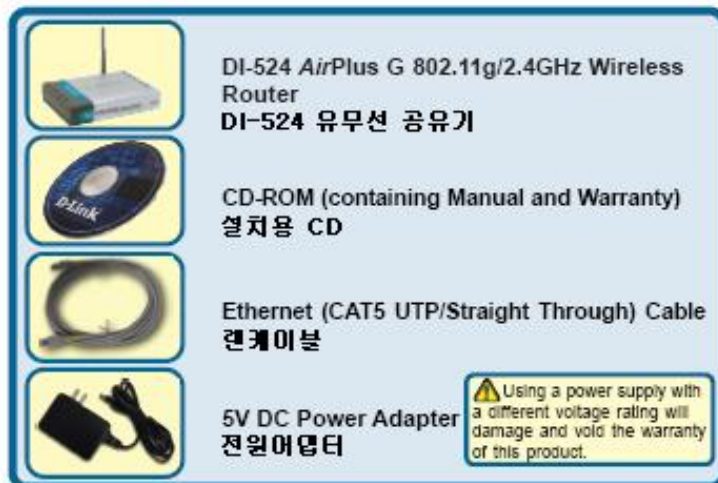 DI-524 AirPlus G 802.11g/2.4GHz Wireless
Router
DI-524 유무선 공유기
D-Link
CD-ROM (containing Manual and Warranty)
설치용 CD
Ethernet (CAT5 UTP/Straight Through) Cable
랜케이블
5V DC Power Adapter
전원어댑터
Using a power supply with
a different voltage rating will
damage and void the warranty
of this product.